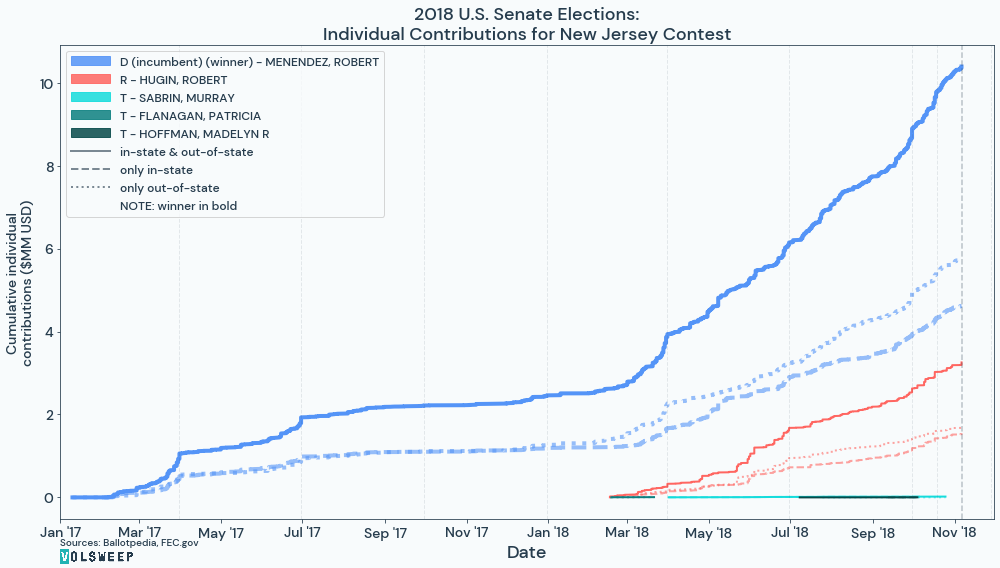 2018 U.S. Senate Elections:
Individual Contributions for New Jersey Contest
D (incumbent) (winner) - MENENDEZ, ROBERT
R - HUGIN, ROBERT
T - SABRIN, MURRAY
T - FLANAGAN, PATRICIA
T - HOFFMAN, MADELYN R
in-state & out-of-state
only in-state
only out-of-state
NOTE: winner in bold
Cumulative individual
contributions ($MM USD)
10
8
6
4
2
0
Jan '17 Mar '17 May '17 Jul '17 Sep '17 Nov '17 Jan '18 Mar '18 May '18 Jul '18 Sep '18 Nov '18
Date
Sources: Ballotpedia, FEC.gov
VOLSWEEP